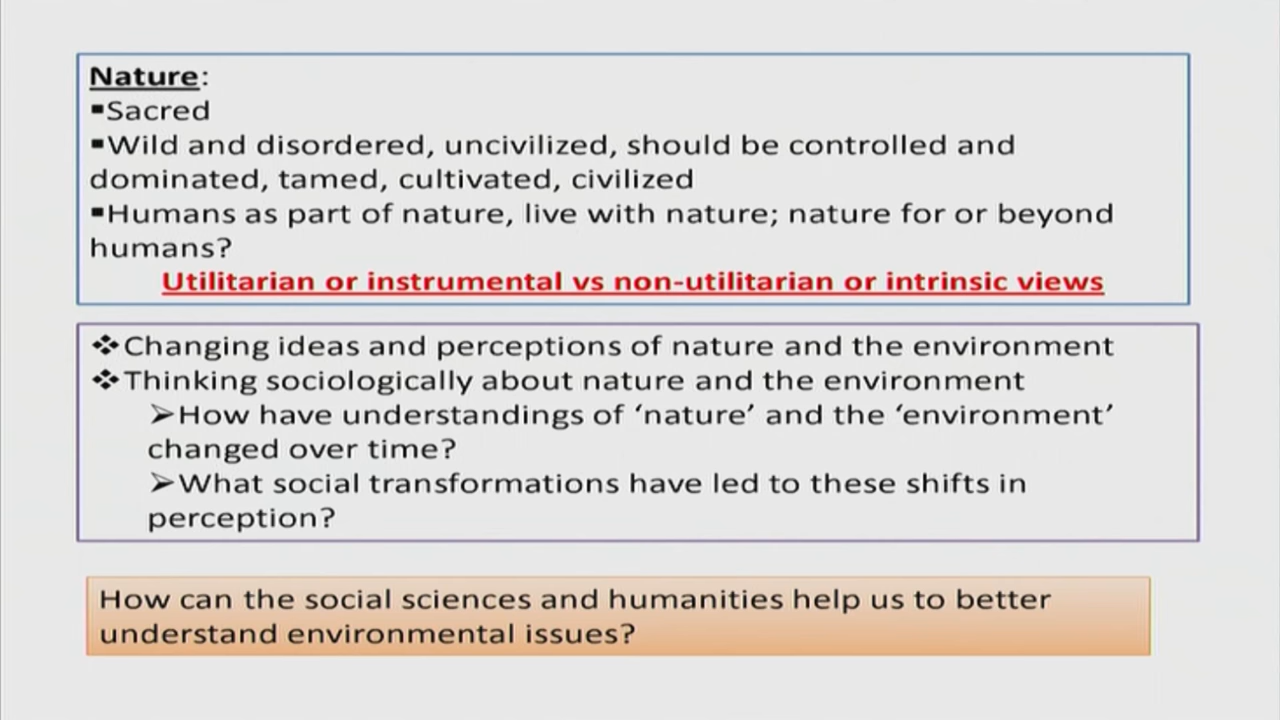 Nature:
▪Sacred
▪Wild and disordered, uncivilized, should be controlled and
dominated, tamed, cultivated, civilized
▪Humans as part of nature, live with nature; nature for or beyond
humans?
Utilitarian or instrumental vs non-utilitarian or intrinsic views
❖Changing ideas and perceptions of nature and the environment
❖Thinking sociologically about nature and the environment
➢How have understandings of ‘nature’ and the ‘environment’
changed over time?
➢What social transformations have led to these shifts in
perception?
How can the social sciences and humanities help us to better
understand environmental issues?